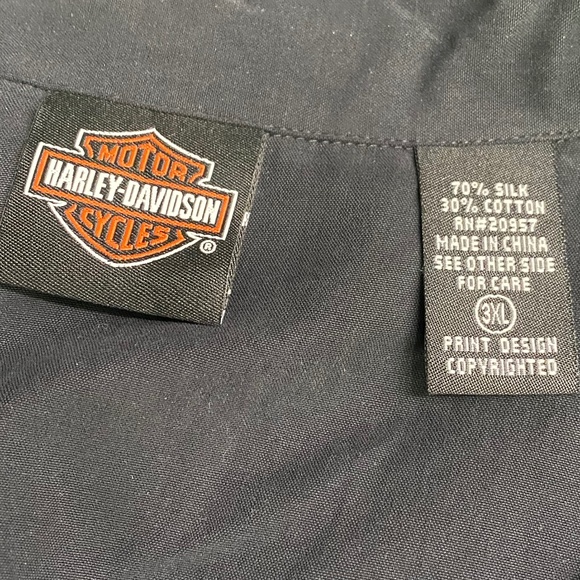 MOTOR
HARLEY-DAVIDSON
CYCLES
®
70% SILK
30% COTTON
RN#20957
MADE IN CHINA
SEE OTHER SIDE
FOR CARE
3XL
PRINT DESIGN
COPYRIGHTED